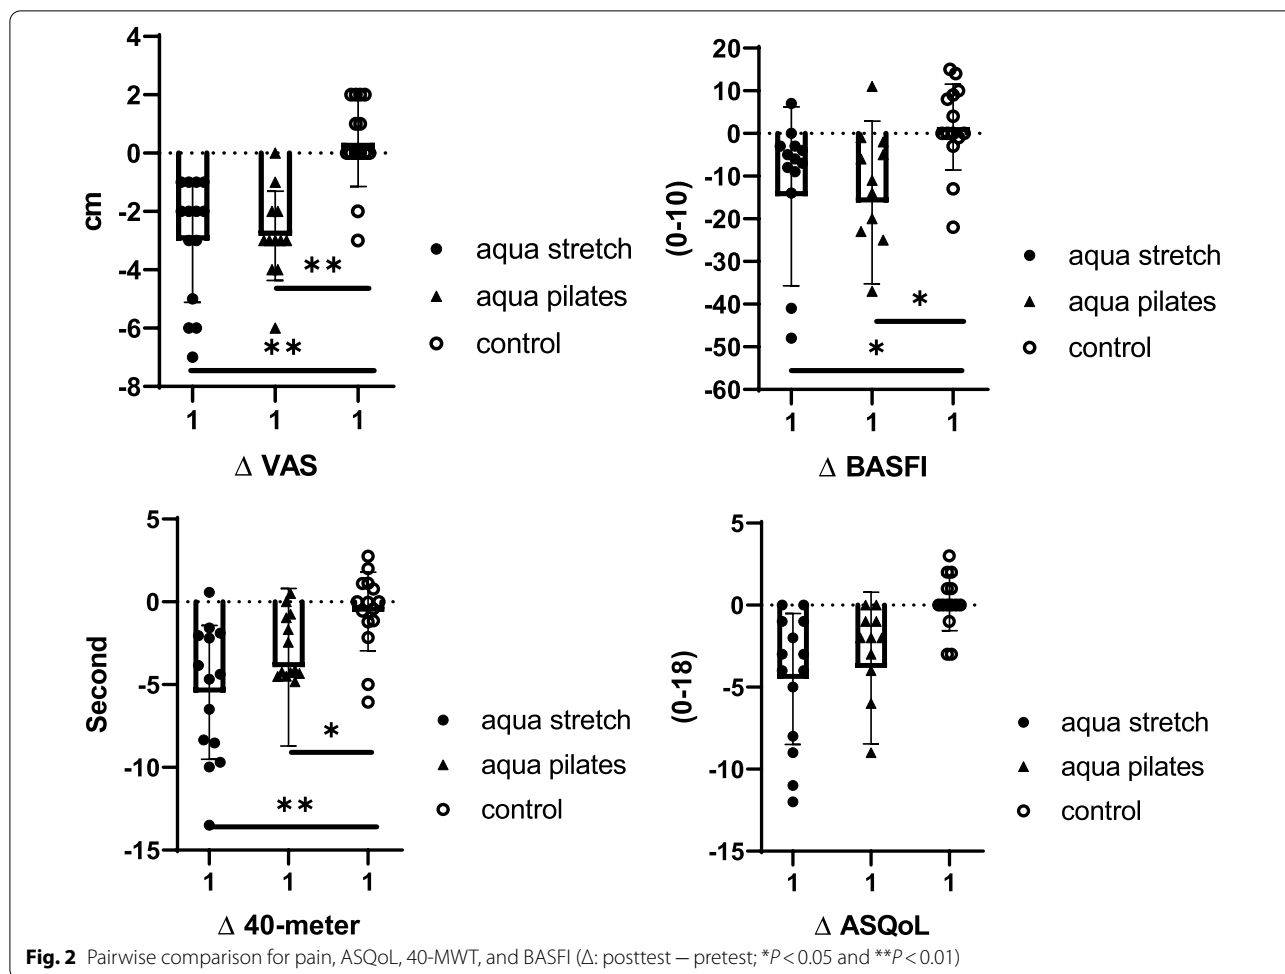 4
2
0
-2
-4
-6
-8
cm
**
**
1 1 1
Δ VAS
aqua stretch
aqua pilates
control
20
10
0
-10
-20
-30
-40
-50
-60
(0-10)
*
*
1 1 1
Δ BASFI
aqua stretch
aqua pilates
control
5
0
-5
-10
-15
Second
*
**
1 1 1
Δ 40-meter
aqua stretch
aqua pilates
control
5
0
-5
-10
-15
(0-18)
1 1 1
Δ ASQoL
aqua stretch
aqua pilates
control
Fig. 2 Pairwise comparison for pain, ASQoL, 40-MWT, and BASFI (Δ: posttest – pretest; *P < 0.05 and **P < 0.01)